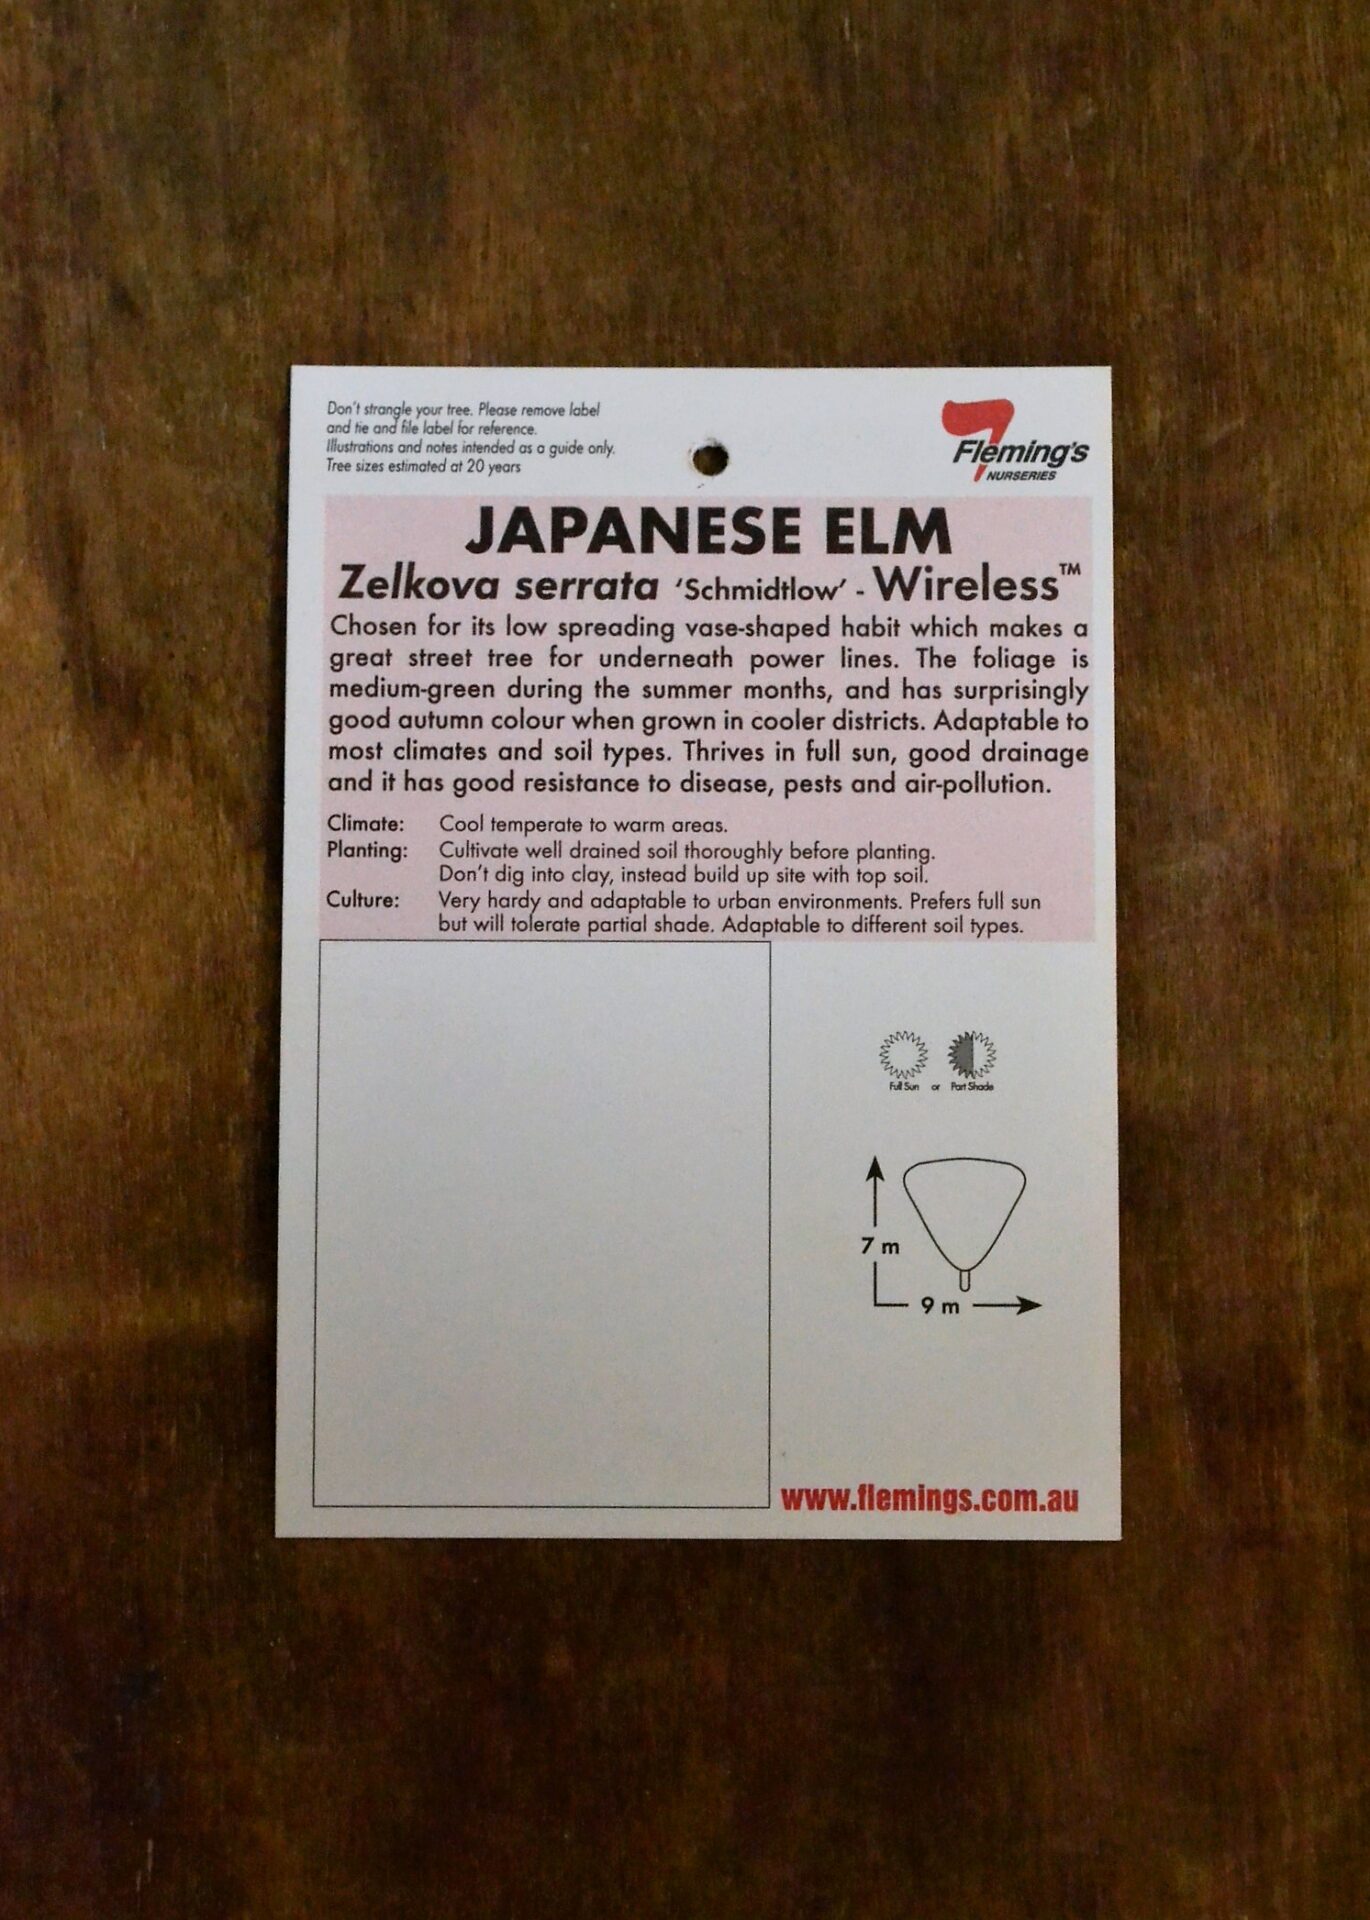 Don't strangle your tree. Please remove label
and tie and file label for reference.
Illustrations and notes intended as a guide only.
Tree sizes estimated at 20 years
Fleming's
NURSERIES
JAPANESE ELM
Zelkova serrata 'Schmidtlow' - Wireless™
Chosen for its low spreading vase-shaped habit which makes a
great street tree for underneath power lines. The foliage is
medium-green during the summer months, and has surprisingly
good autumn colour when grown in cooler districts. Adaptable to
most climates and soil types. Thrives in full sun, good drainage
and it has good resistance to disease, pests and air-pollution.
Climate: Cool temperate to warm areas.
Planting: Cultivate well drained soil thoroughly before planting.
Don't dig into clay, instead build up site with top soil.
Culture: Very hardy and adaptable to urban environments. Prefers full sun
but will tolerate partial shade. Adaptable to different soil types.
Full Sun or Part Shade
7 m
9 m
www.flemings.com.au